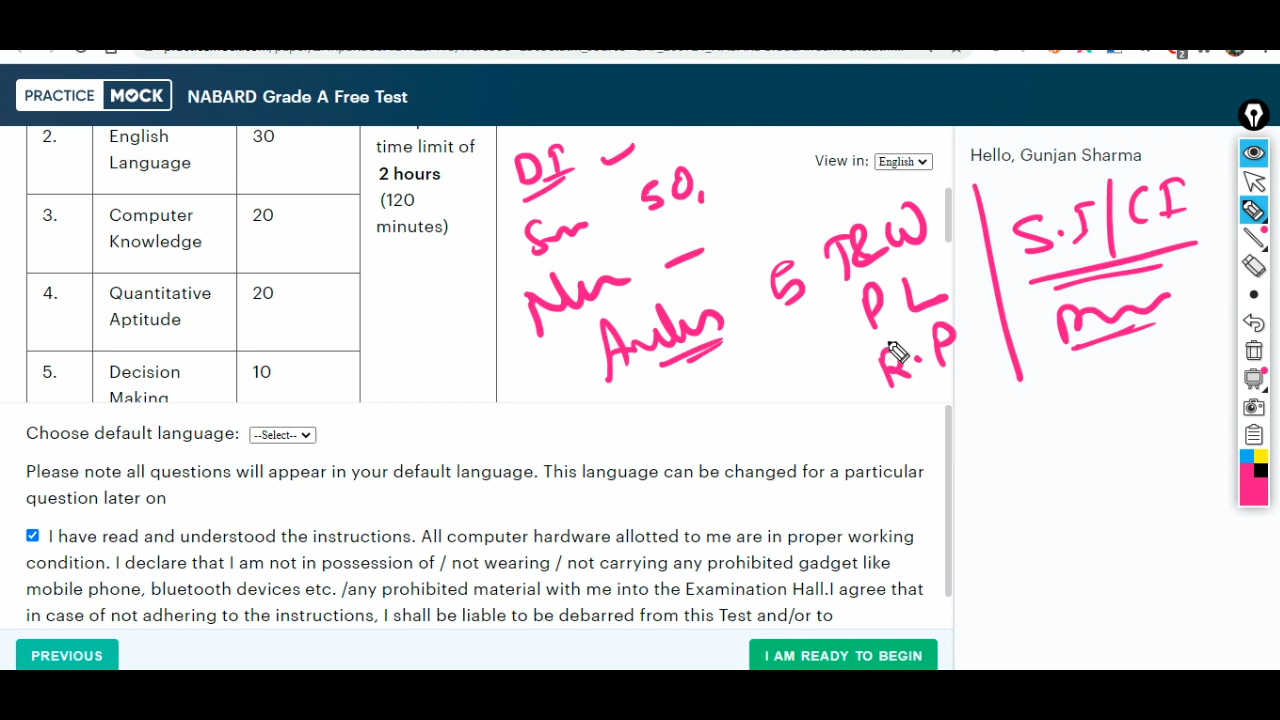 PRACTICE MOCK NABARD Grade A Free Test
2. English Language 30
3. Computer Knowledge 20
4. Quantitative Aptitude 20
5. Decision Making 10
time limit of
2 hours
(120
minutes)
View in: English
Hello, Gunjan Sharma
DI -
50.
5 T&W
P L
R.P
S.I | CI
Choose default language: --Select--
Please note all questions will appear in your default language. This language can be changed for a particular
question later on
I have read and understood the instructions. All computer hardware allotted to me are in proper working
condition. I declare that I am not in possession of / not wearing / not carrying any prohibited gadget like
mobile phone, bluetooth devices etc. /any prohibited material with me into the Examination Hall.I agree that
in case of not adhering to the instructions, I shall be liable to be debarred from this Test and/or to
PREVIOUS
I AM READY TO BEGIN
2